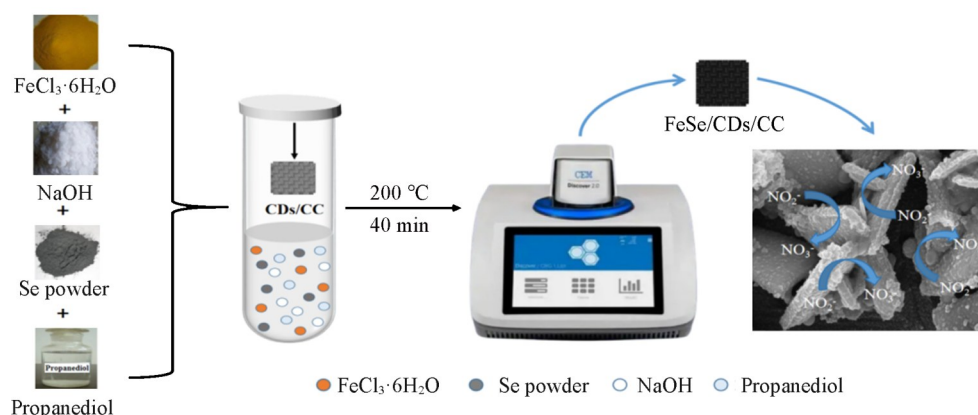 FeCl₃·6H₂O
+
NaOH
+
Se powder
+
Propanediol
Propanediol
CDs/CC
200 ℃
40 min
CEM
Discover 2.0
FeSe/CDs/CC
NO₃⁻
NO₂⁻
NO₂⁻
NO₃⁻
NO₃⁻
NO₂⁻
NO₃⁻
NO₂⁻
FeCl₃·6H₂O
Se powder
NaOH
Propanediol